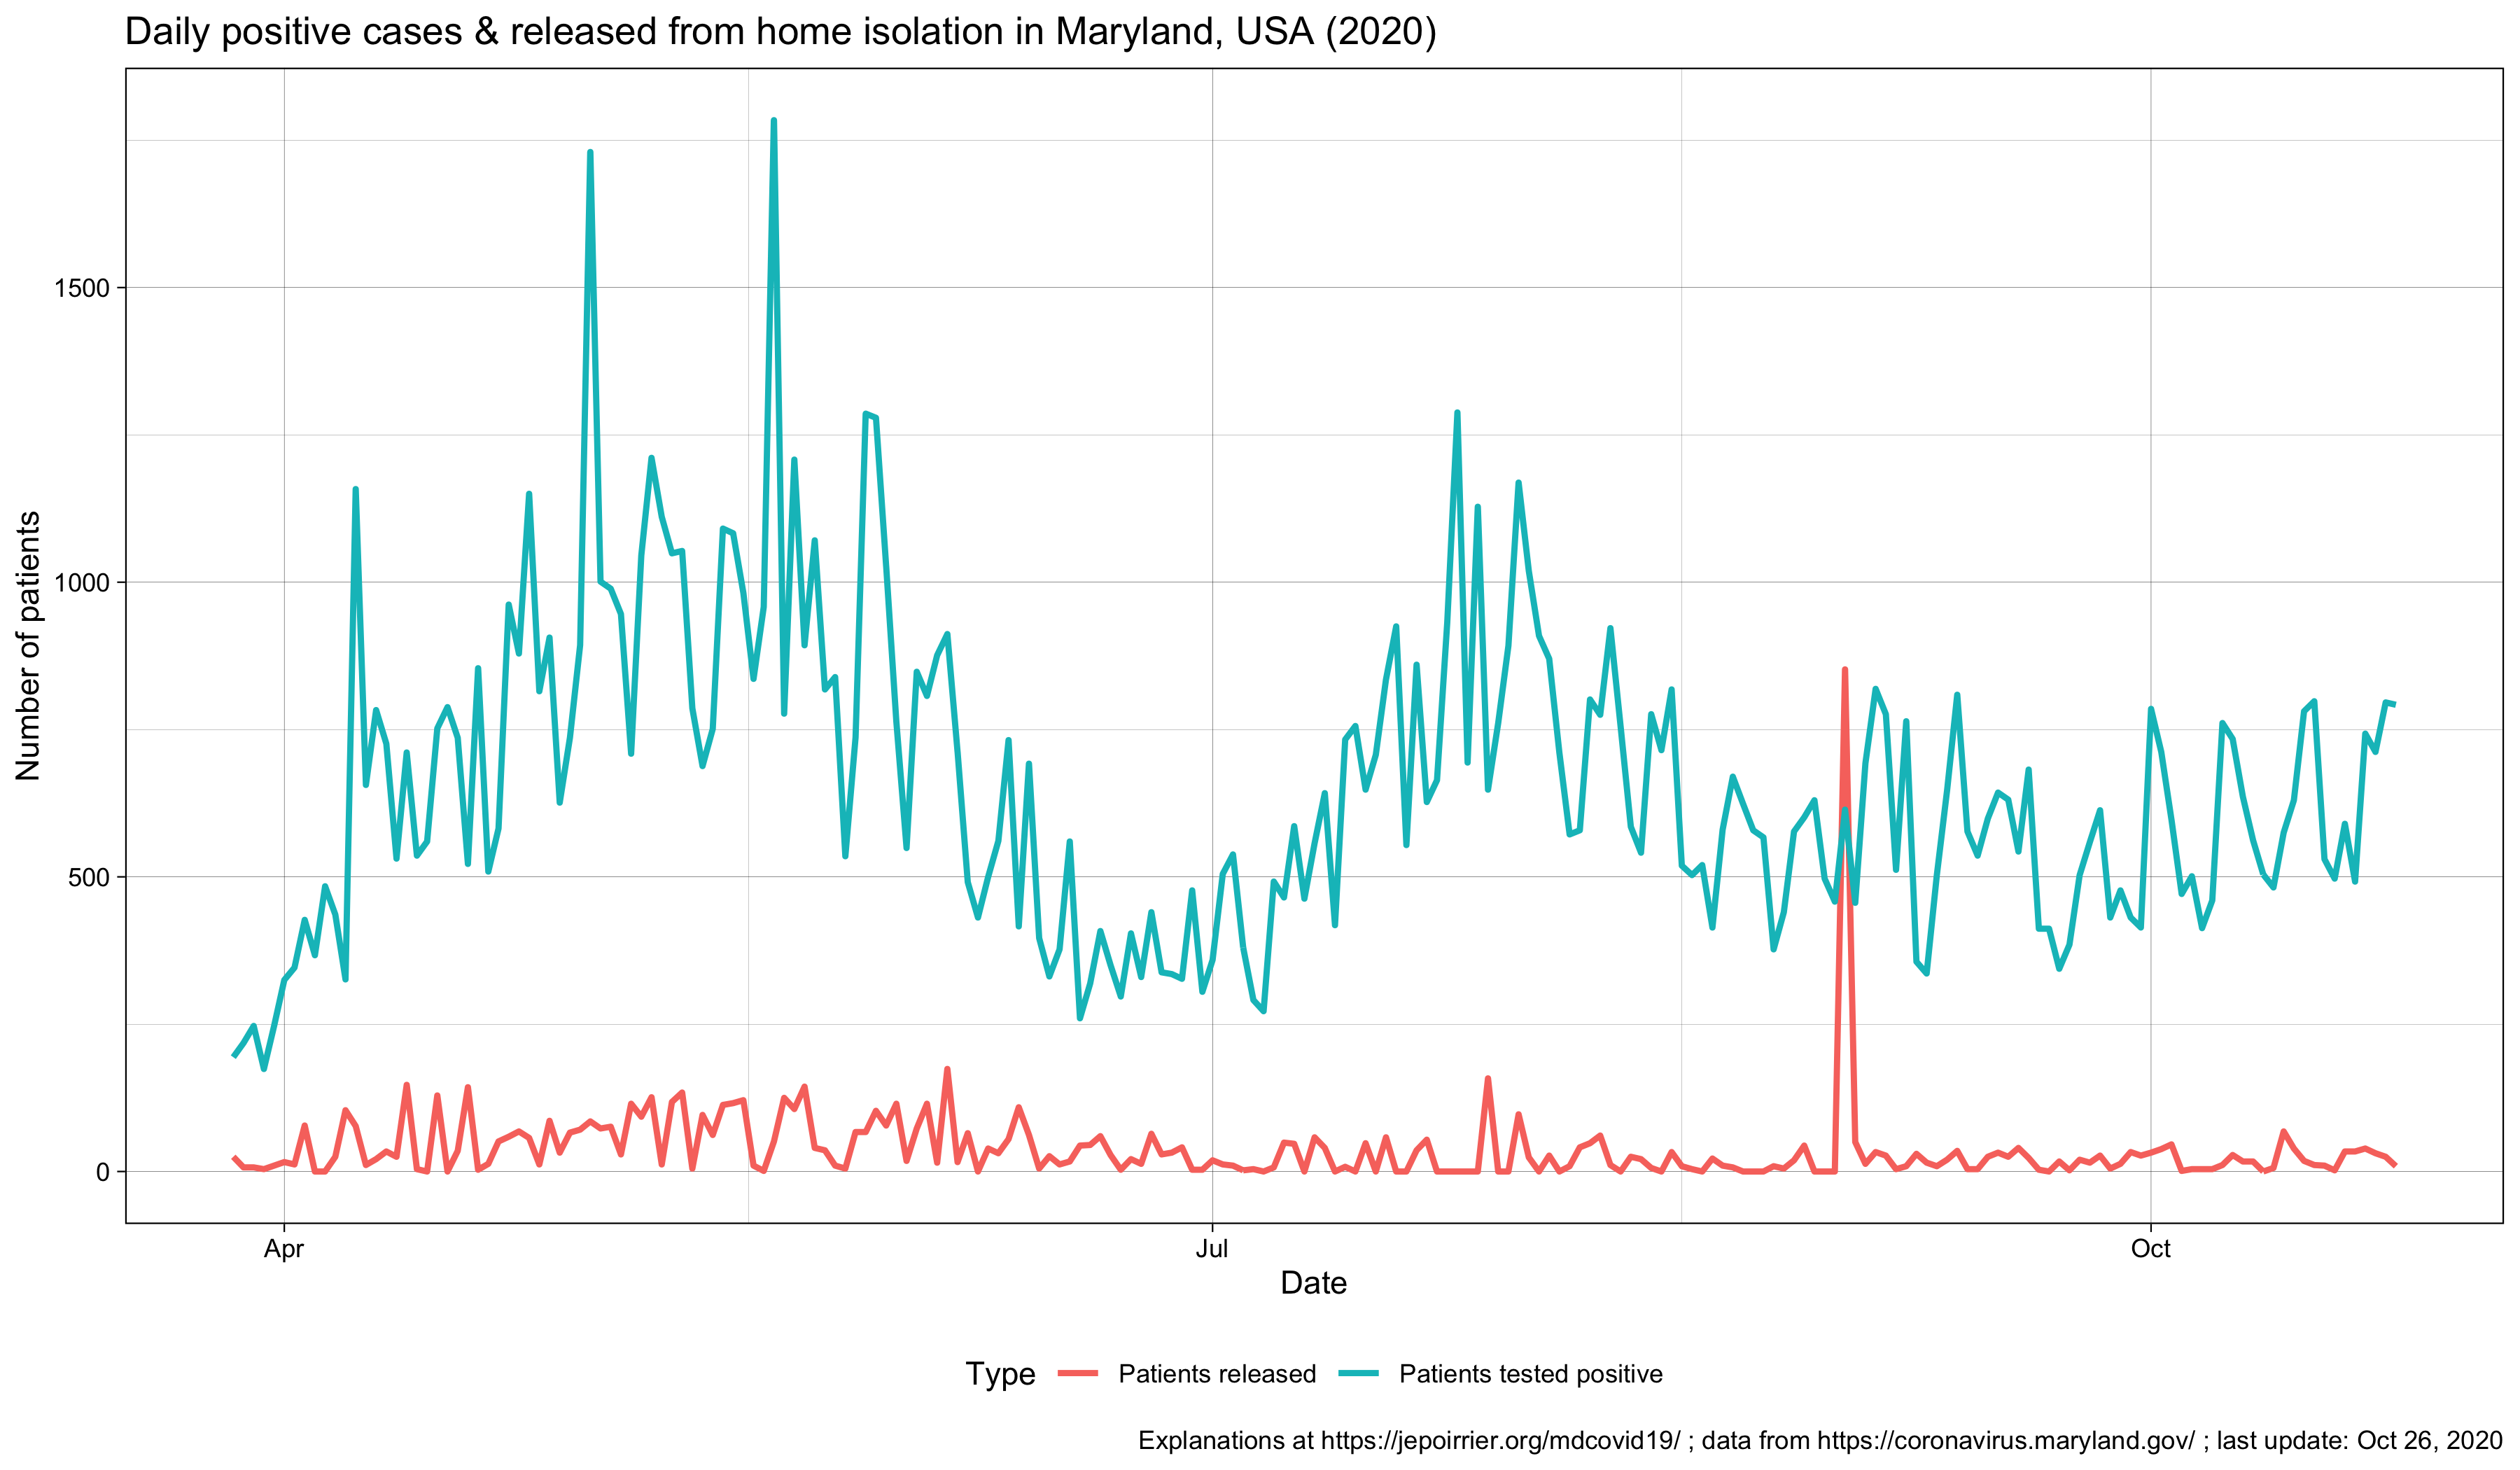 Daily positive cases & released from home isolation in Maryland, USA (2020)
Number of patients
1500
1000
500
0
Apr
Jul
Oct
Date
Type
Patients released
Patients tested positive
Explanations at https://jepoirrier.org/mdcovid19/ ; data from https://coronavirus.maryland.gov/ ; last update: Oct 26, 2020